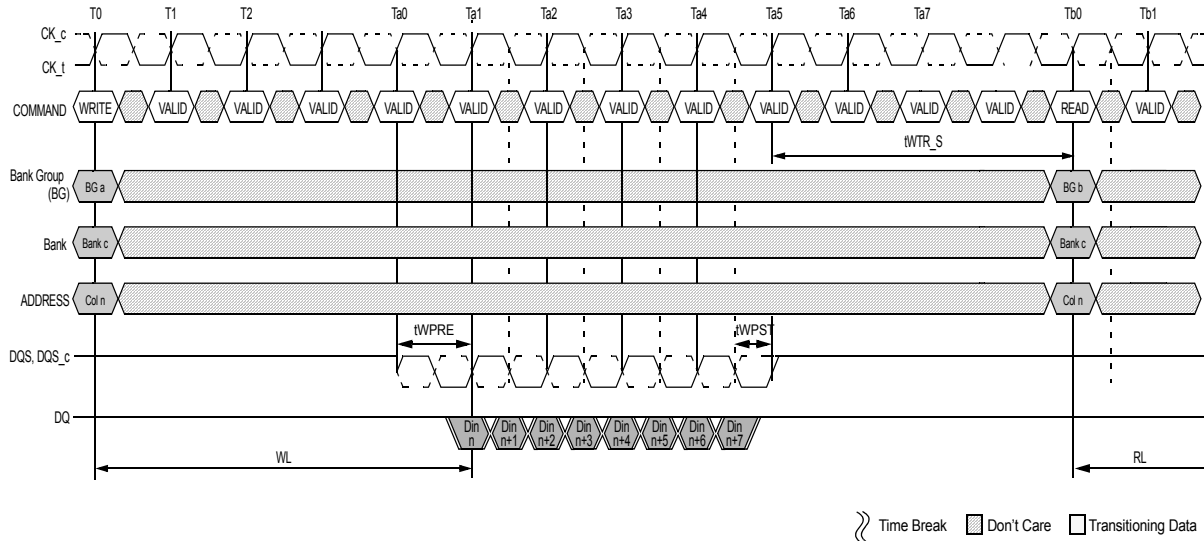 T0 T1 T2 Ta0 Ta1 Ta2 Ta3 Ta4 Ta5 Ta6 Ta7 Tb0 Tb1
CK_c
CK_t
COMMAND WRITE VALID VALID VALID VALID VALID VALID VALID VALID VALID VALID VALID VALID READ VALID
tWTR_S
Bank Group
(BG)
BG a BG b
Bank Bank c Bank c
ADDRESS Col n Col n
tWPRE tWPST
DQS, DQS_c
DQ
Din n Din n+1 Din n+2 Din n+3 Din n+4 Din n+5 Din n+6 Din n+7
WL RL
Time Break Don't Care Transitioning Data